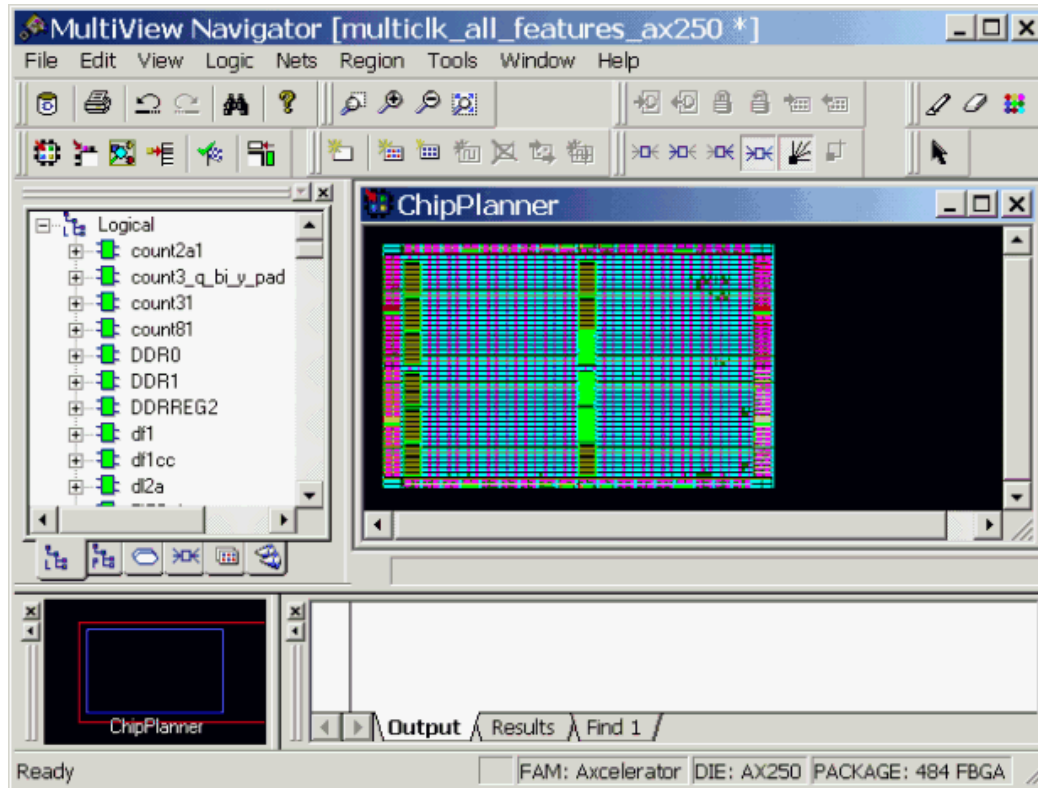 MultiView Navigator [multiclk_all_features_ax250 *]
File Edit View Logic Nets Region Tools Window Help
Logical
count2a1
count3_q_bi_y_pad
count31
count81
DDR0
DDR1
DDRREG2
df1
df1cc
dl2a
ChipPlanner
ChipPlanner
Output Results Find 1
Ready FAM: Axcelerator DIE: AX250 PACKAGE: 484 FBGA